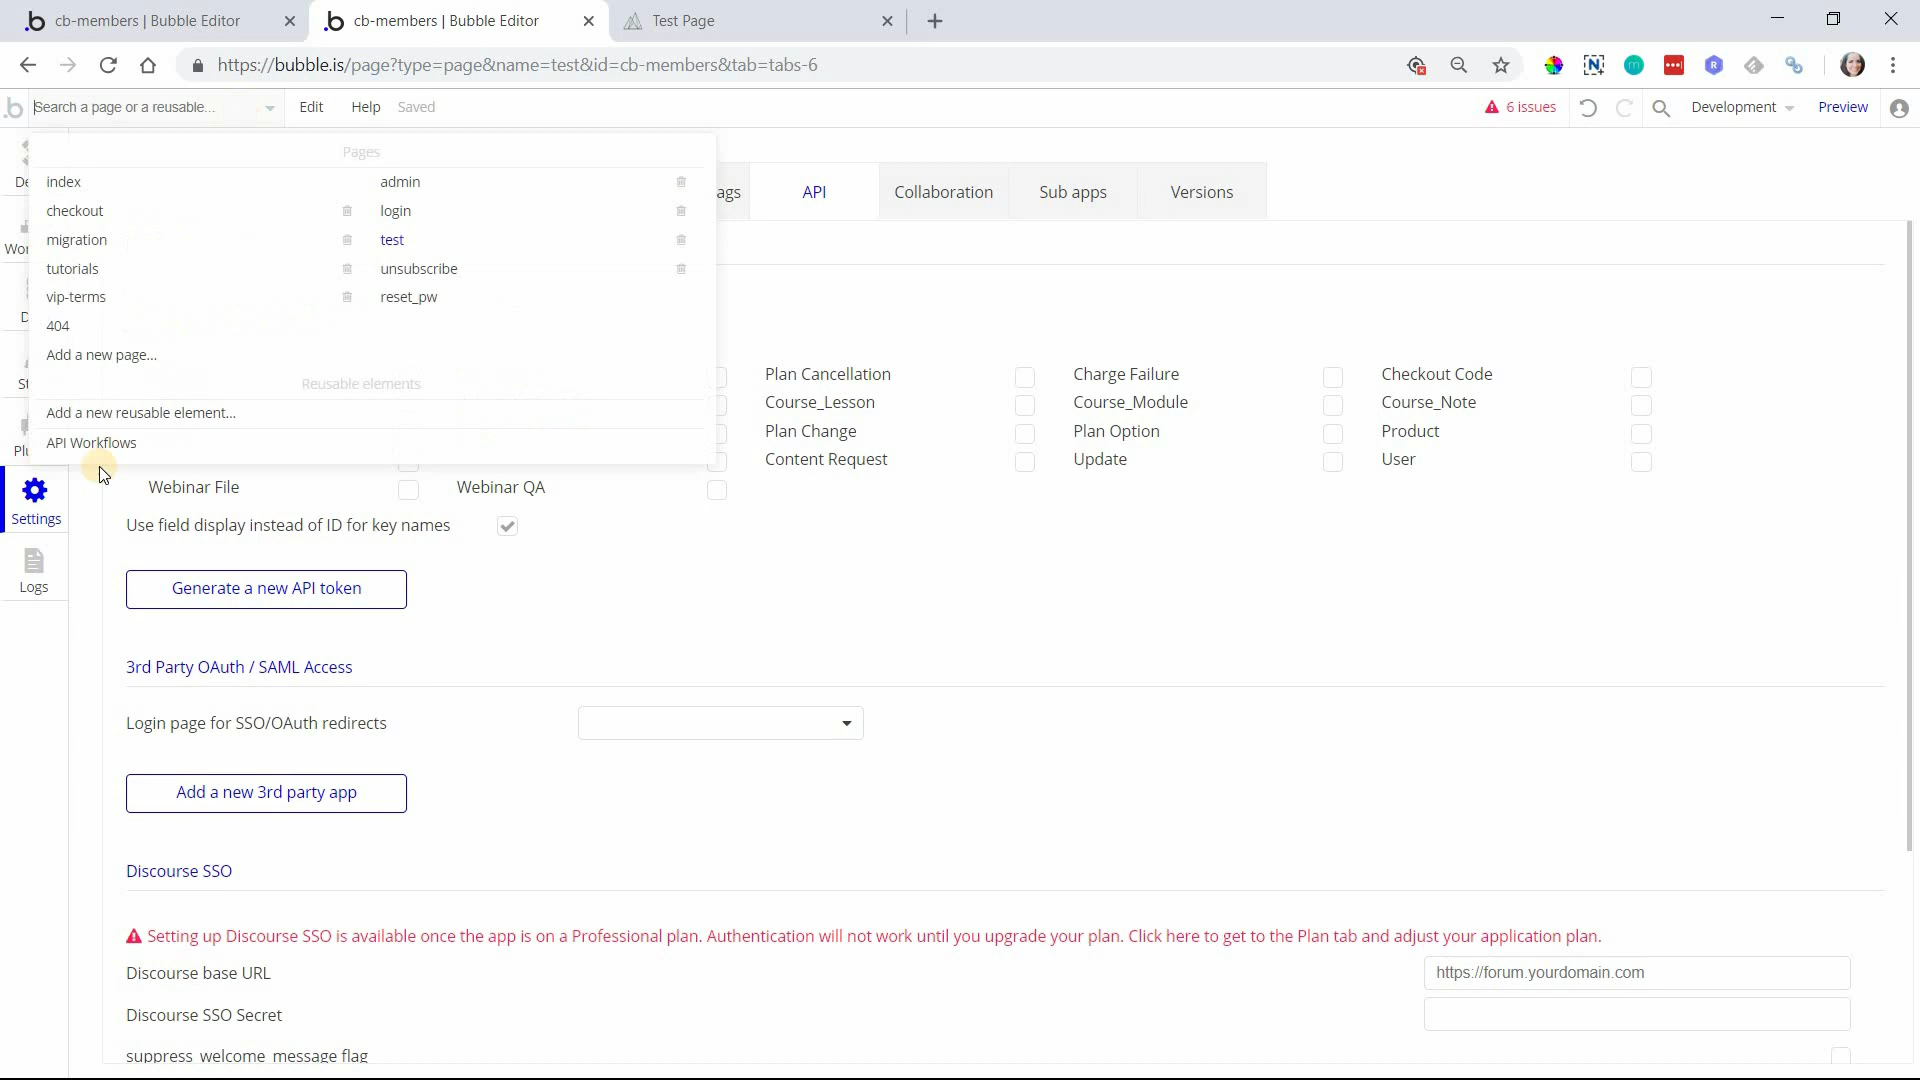 cb-members | Bubble Editor
cb-members | Bubble Editor
Test Page
https://bubble.is/page?type=page&name=test&id=cb-members&tab=tabs-6
Search a page or a reusable...
Edit
Help
Saved
6 issues
Development
Preview
Pages
index
admin
checkout
login
migration
test
tutorials
unsubscribe
vip-terms
reset_pw
404
Add a new page...
Reusable elements
Add a new reusable element...
API Workflows
De
Wor
D
St
Plu
Settings
Logs
ags
API
Collaboration
Sub apps
Versions
Plan Cancellation
Charge Failure
Checkout Code
Course_Lesson
Course_Module
Course_Note
Plan Change
Plan Option
Product
Content Request
Update
User
Webinar File
Webinar QA
Use field display instead of ID for key names
Generate a new API token
3rd Party OAuth / SAML Access
Login page for SSO/OAuth redirects
Add a new 3rd party app
Discourse SSO
Setting up Discourse SSO is available once the app is on a Professional plan. Authentication will not work until you upgrade your plan. Click here to get to the Plan tab and adjust your application plan.
Discourse base URL
https://forum.yourdomain.com
Discourse SSO Secret
suppress_welcome_message flag